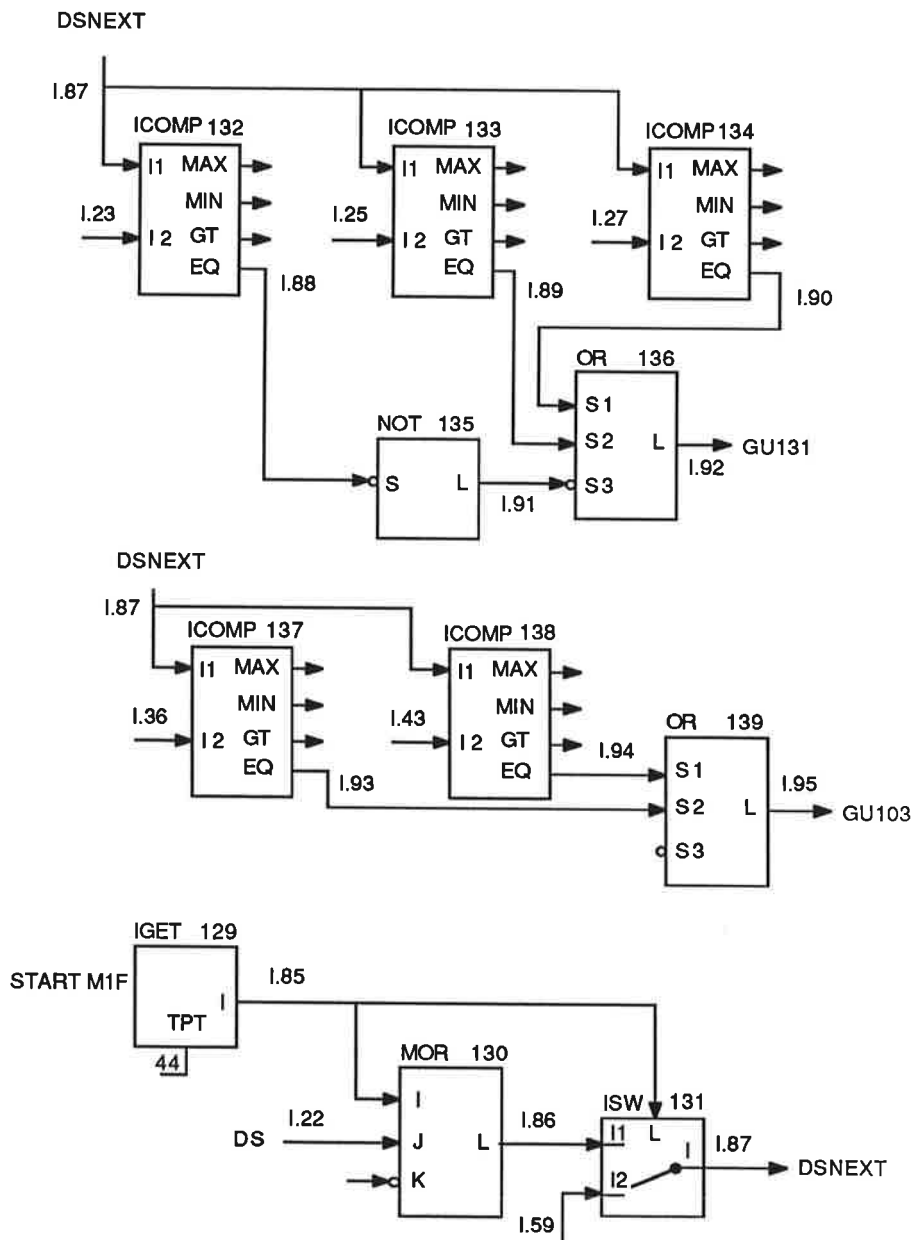 DSNEXT
I.87
ICOMP 132
ICOMP 133
ICOMP 134
I1 MAX
MIN
I2 GT
EQ
I1 MAX
MIN
I2 GT
EQ
I1 MAX
MIN
I2 GT
EQ
I.23
I.25
I.27
I.88
I.89
I.90
OR 136
S1
S2 L
S3
I.92
GU131
NOT 135
S L
I.91
DSNEXT
I.87
ICOMP 137
ICOMP 138
I1 MAX
MIN
I2 GT
EQ
I1 MAX
MIN
I2 GT
EQ
I.36
I.43
I.93
I.94
OR 139
S1
S2 L
S3
I.95
GU103
IGET 129
START M1F
I
TPT
44
I.85
MOR 130
I
J L
K
DS
I.22
I.86
ISW 131
I1 L
I
I2
I.87
DSNEXT
I.59